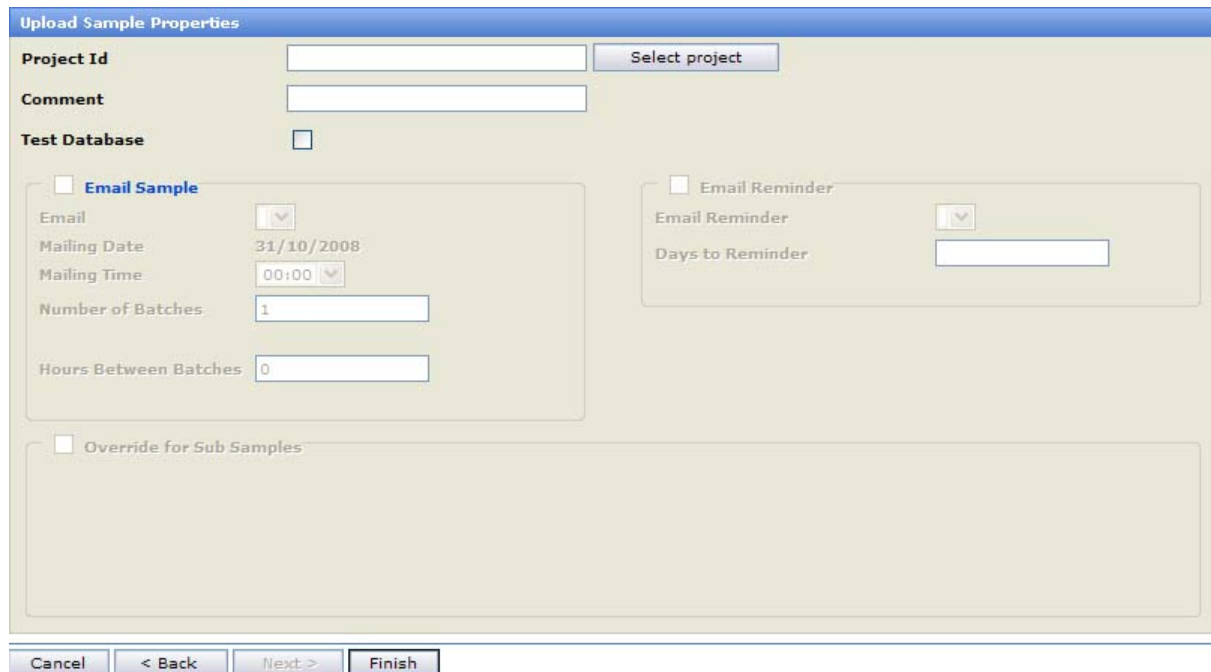 Upload Sample Properties
Project Id Select project
Comment
Test Database
Email Sample
Email
Mailing Date 31/10/2008
Mailing Time 00:00
Number of Batches 1
Hours Between Batches 0
Email Reminder
Email Reminder
Days to Reminder
Override for Sub Samples
Cancel < Back Next > Finish